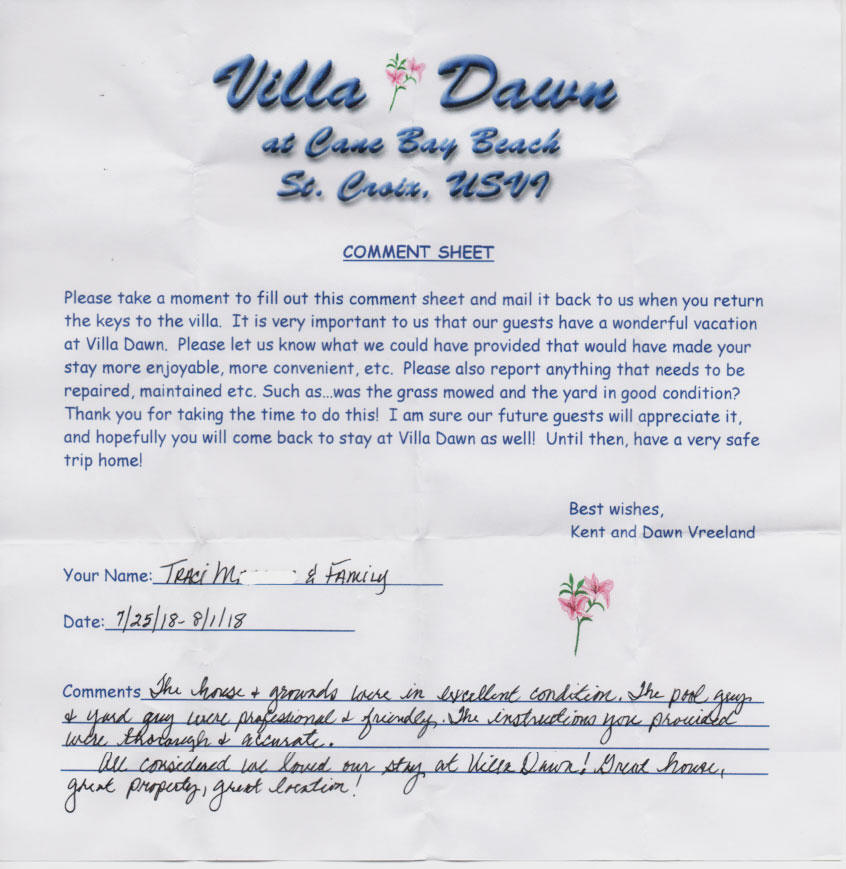 Villa Dawn
at Cane Bay Beach
St. Croix, USVI
COMMENT SHEET
Please take a moment to fill out this comment sheet and mail it back to us when you return
the keys to the villa. It is very important to us that our guests have a wonderful vacation
at Villa Dawn. Please let us know what we could have provided that would have made your
stay more enjoyable, more convenient, etc. Please also report anything that needs to be
repaired, maintained etc. Such as…was the grass mowed and the yard in good condition?
Thank you for taking the time to do this! I am sure our future guests will appreciate it,
and hopefully you will come back to stay at Villa Dawn as well! Until then, have a very safe
trip home!
Best wishes,
Kent and Dawn Vreeland
Your Name: Traci Mi & Family
Date: 7/25/18- 8/1/18
Comments The house & grounds were in excellent condition. The pool guy
& yard guy were professional & friendly. The instructions you provided
were thorough & accurate.
All considered we loved our stay at Villa Dawn! Great house,
great property, great location!